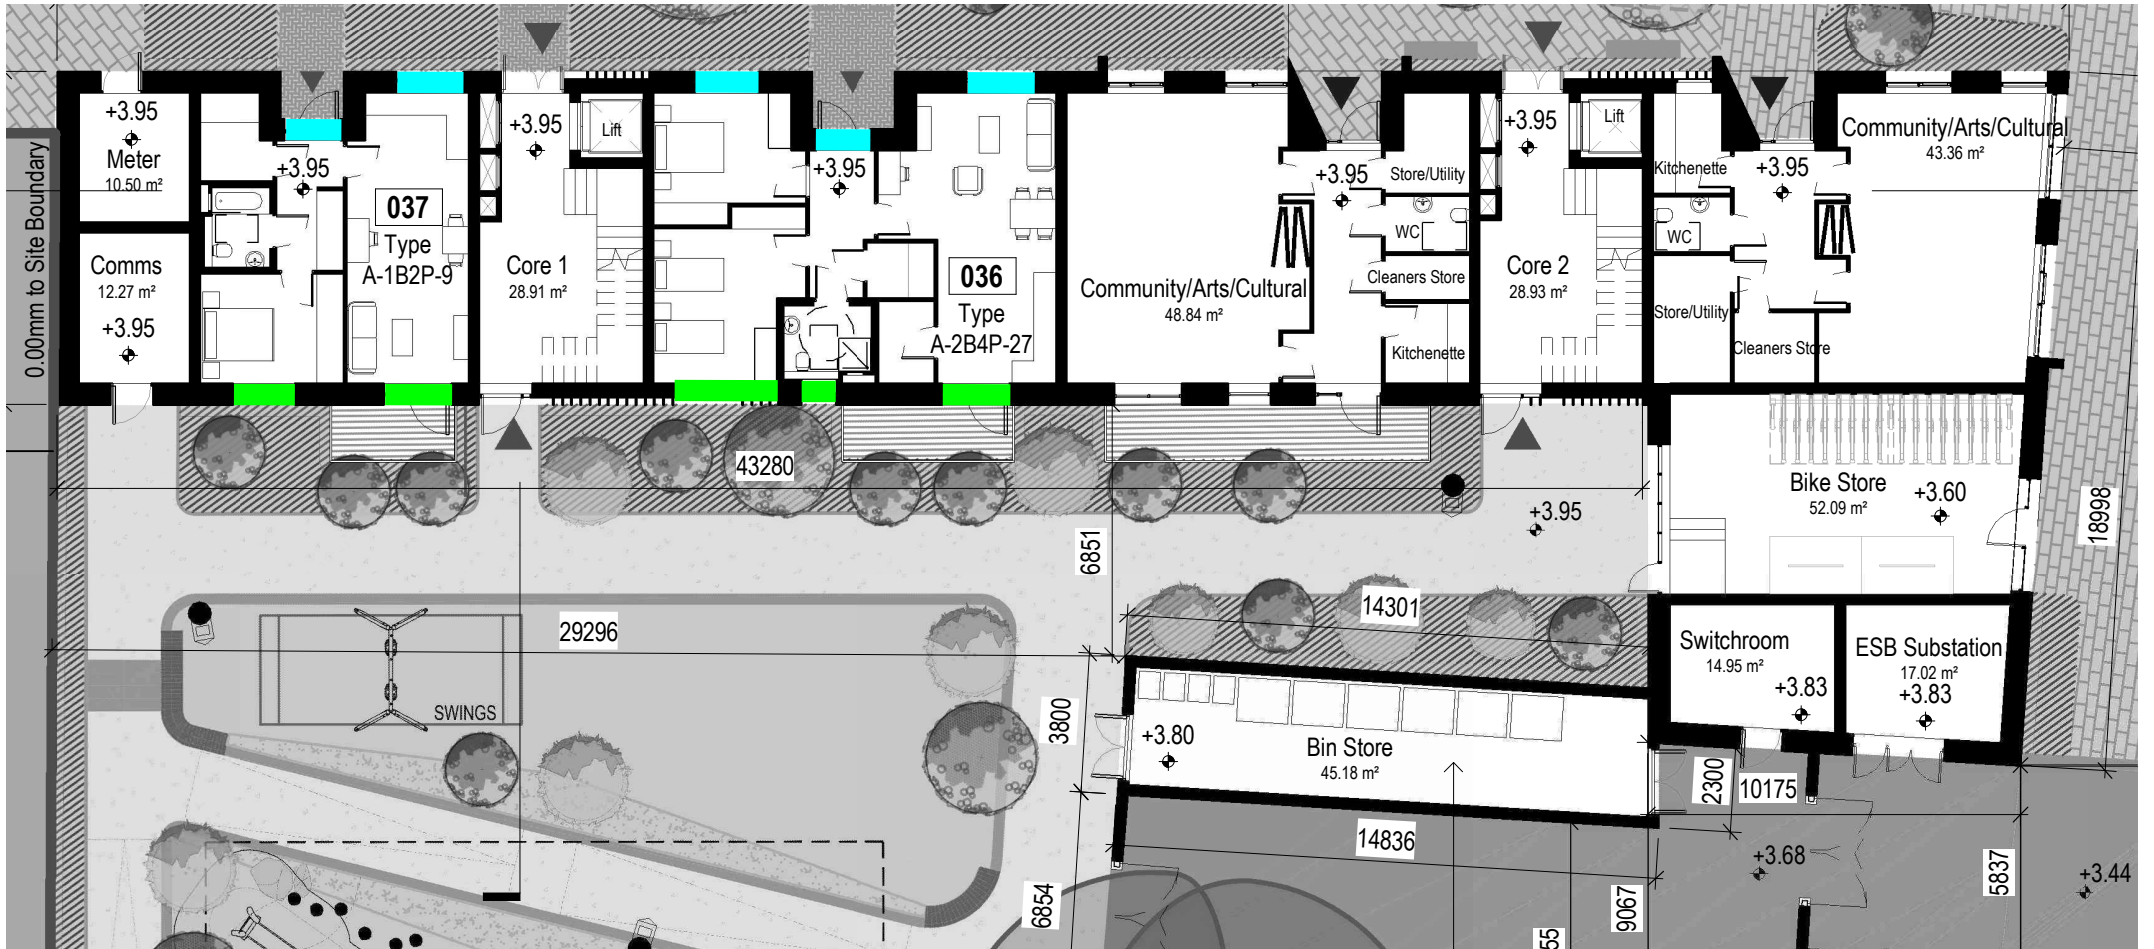 0.00mm to Site Boundary
+3.95
Meter
10.50 m²
Comms
12.27 m²
+3.95
+3.95
037
Type
A-1B2P-9
+3.95
Core 1
28.91 m²
Lift
+3.95
036
Type
A-2B4P-27
Community/Arts/Cultural
48.84 m²
+3.95
Store/Utility
WC
Cleaners Store
Kitchenette
+3.95
Core 2
28.93 m²
Lift
Kitchenette
WC
Store/Utility
Cleaners Store
+3.95
Community/Arts/Cultural
43.36 m²
43280
6851
+3.95
Bike Store
52.09 m²
+3.60
18998
29296
SWINGS
14301
3800
+3.80
Bin Store
45.18 m²
Switchroom
14.95 m²
+3.83
ESB Substation
17.02 m²
+3.83
2300
10175
14836
6854
9067
55
+3.68
5837
+3.44